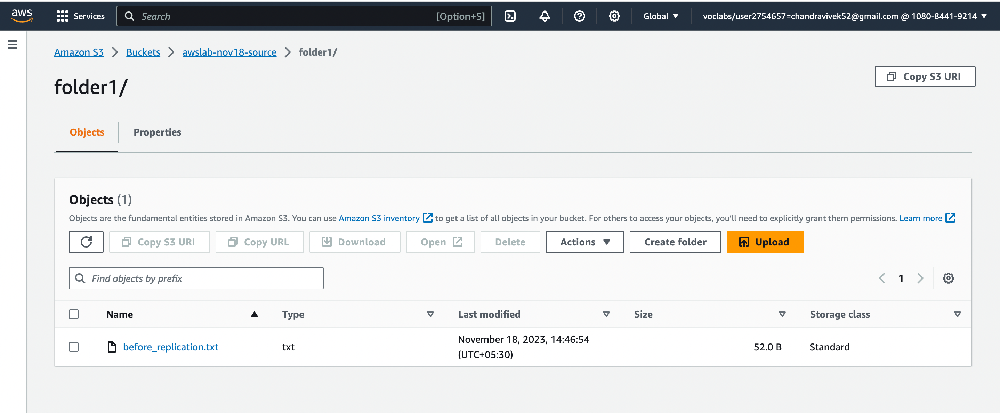 aws Services Search [Option+S] Global voclabs/user2754657=chandravivek52@gmail.com @ 1080-8441-9214
Amazon S3 Buckets awslab-nov18-source folder1/
folder1/
Copy S3 URI
Objects Properties
Objects (1)
Objects are the fundamental entities stored in Amazon S3. You can use Amazon S3 inventory to get a list of all objects in your bucket. For others to access your objects, you’ll need to explicitly grant them permissions. Learn more
Copy S3 URI Copy URL Download Open Delete Actions Create folder Upload
Find objects by prefix 1
Name Type Last modified Size Storage class
before_replication.txt txt November 18, 2023, 14:46:54 (UTC+05:30) 52.0 B Standard